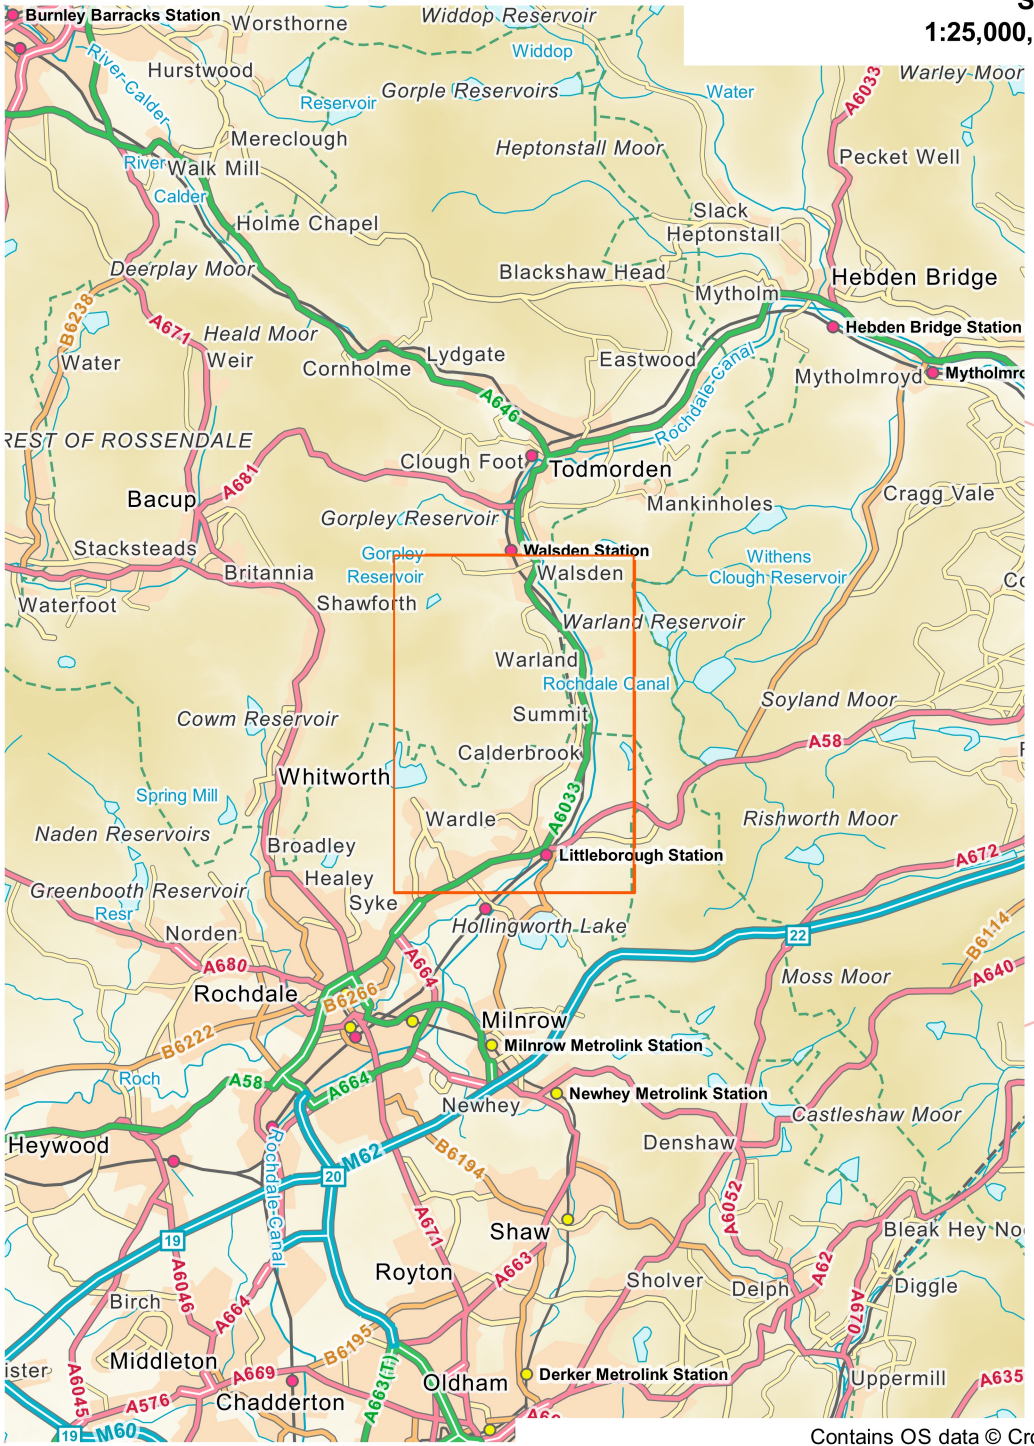 S
1:25,000,
Burnley Barracks Station
Worsthorne
Widdop Reservoir
Widdop
River-Calder
Hurstwood
Reservoir
Gorple Reservoirs
Water
A6033
Warley Moor
Mereclough
Heptonstall Moor
Pecket Well
River
Calder
Walk Mill
Holme Chapel
Slack
Heptonstall
Deerplay Moor
Blackshaw Head
Mytholm
Hebden Bridge
B6238
A671
Heald Moor
Hebden Bridge Station
Water
Weir
Cornholme
Lydgate
Eastwood
Rochdale-Canal
Mytholmroyd
Mytholmro
A646
REST OF ROSSENDALE
A681
Clough Foot
Todmorden
Bacup
Mankinholes
Cragg Vale
Gorpley Reservoir
Stacksteads
Gorpley
Reservoir
Walsden Station
Withens
Clough Reservoir
Britannia
Walsden
Co
Waterfoot
Shawforth
Warland Reservoir
Warland
Rochdale Canal
Soyland Moor
Cowm Reservoir
Summit
A58
Calderbrook
Whitworth
Spring Mill
A6033
Naden Reservoirs
Wardle
Rishworth Moor
Broadley
Littleborough Station
A672
Healey
Greenbooth Reservoir
Resr
Syke
Hollingworth Lake
Norden
22
B6114
A680
A664
Moss Moor
A640
Rochdale
B6266
Milnrow
B6222
Milnrow Metrolink Station
Roch
A58
A664
Newhey Metrolink Station
Newhey
Castleshaw Moor
Heywood
Denshaw
Rochdale-Canal
M62
B6194
20
A6052
19
A671
Shaw
Bleak Hey No
A6046
A663
A62
Royton
Sholver
Delph
Diggle
Birch
A664
A670
B6195
Middleton
ister
A669
Derker Metrolink Station
A6045
A576
Chadderton
A663(T)
Oldham
Uppermill
A635
19
M60
A66
Contains OS data © Cro